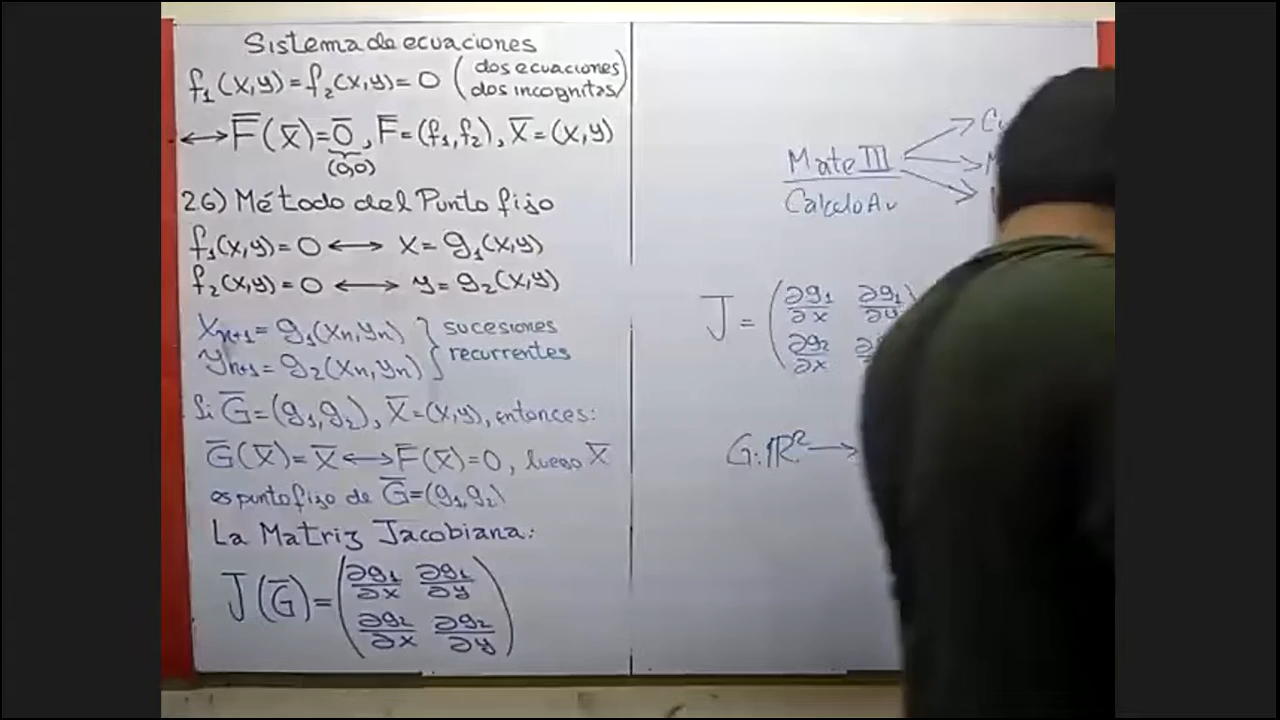 Sistema de ecuaciones
f₁(x,y)=f₂(x,y)=0 (dos ecuaciones
dos incognitas)
↔ F̅(x̅)=0̅, F̅=(f₁,f₂), x̅=(x,y)
(0,0)
26) Método del Punto fijo
f₁(x,y)=0 ↔ x=g₁(x,y)
f₂(x,y)=0 ↔ y=g₂(x,y)
xₙ₊₁=g₁(xₙ,yₙ) } sucesiones
yₙ₊₁=g₂(xₙ,yₙ) recurrentes
Si G̅=(g₁,g₂), x̅=(x,y), entonces:
G̅(x̅)=x̅ ↔ F̅(x̅)=0, luego x̅
es punto fijo de G̅=(g₁,g₂)
La Matriz Jacobiana:
J(G̅)=(∂g₁/∂x ∂g₁/∂y
∂g₂/∂x ∂g₂/∂y)
Mate III
Calculo Av
J=(∂g₁/∂x ∂g₁/∂y
∂g₂/∂x
G:ℝ²→